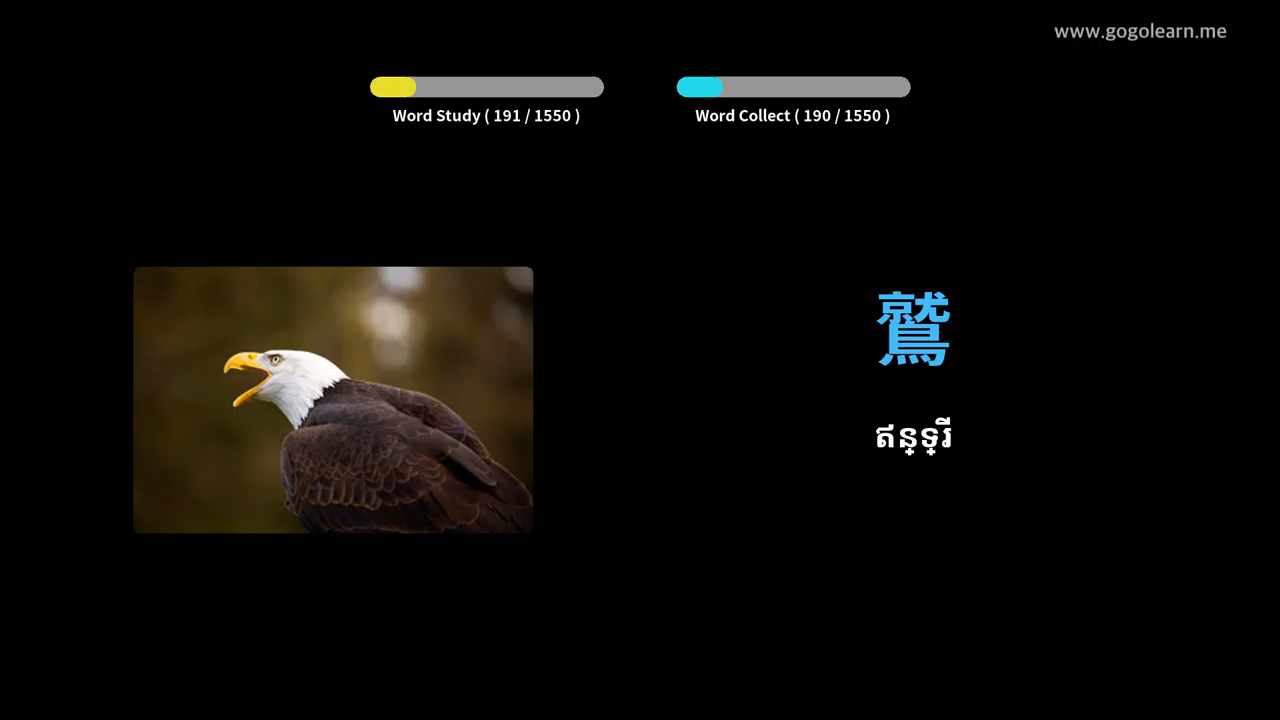 www.gogolearn.me
Word Study ( 191 / 1550 )
Word Collect ( 190 / 1550 )
鷲
ឥន្ទ្រី